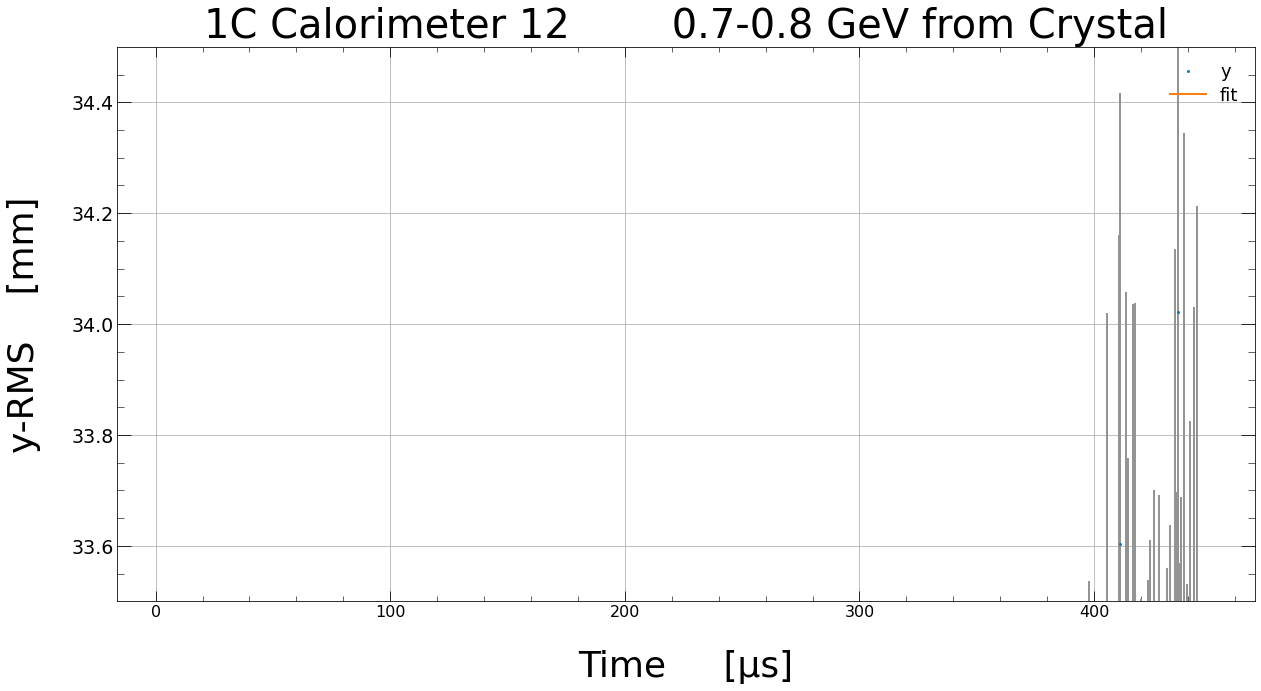 1C Calorimeter 12 0.7-0.8 GeV from Crystal
y
fit
34.4
34.2
34.0
33.8
33.6
y-RMS [mm]
0 100 200 300 400
Time [μs]